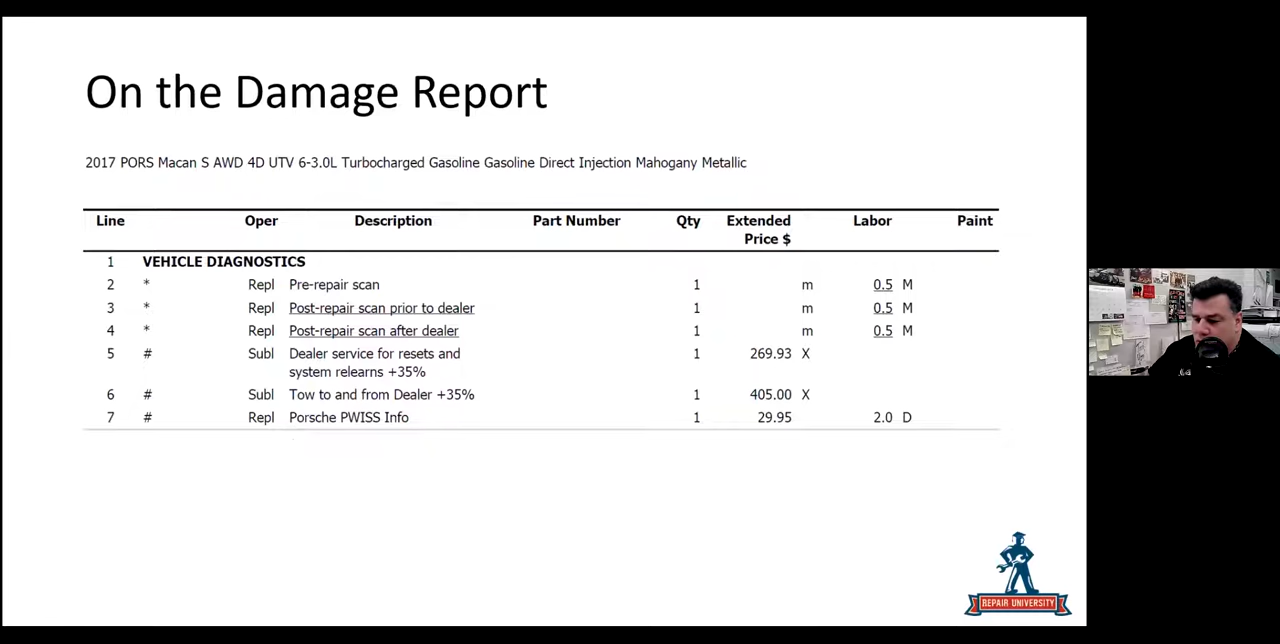 On the Damage Report
2017 PORS Macan S AWD 4D UTV 6-3.0L Turbocharged Gasoline Gasoline Direct Injection Mahogany Metallic
Line Oper Description Part Number Qty Extended Price $ Labor Paint
1 VEHICLE DIAGNOSTICS
2 * Repl Pre-repair scan 1 m 0.5 M
3 * Repl Post-repair scan prior to dealer 1 m 0.5 M
4 * Repl Post-repair scan after dealer 1 m 0.5 M
5 # Subl Dealer service for resets and 1 269.93 X
system relearns +35%
6 # Subl Tow to and from Dealer +35% 1 405.00 X
7 # Repl Porsche PWISS Info 1 29.95 2.0 D
REPAIR UNIVERSITY